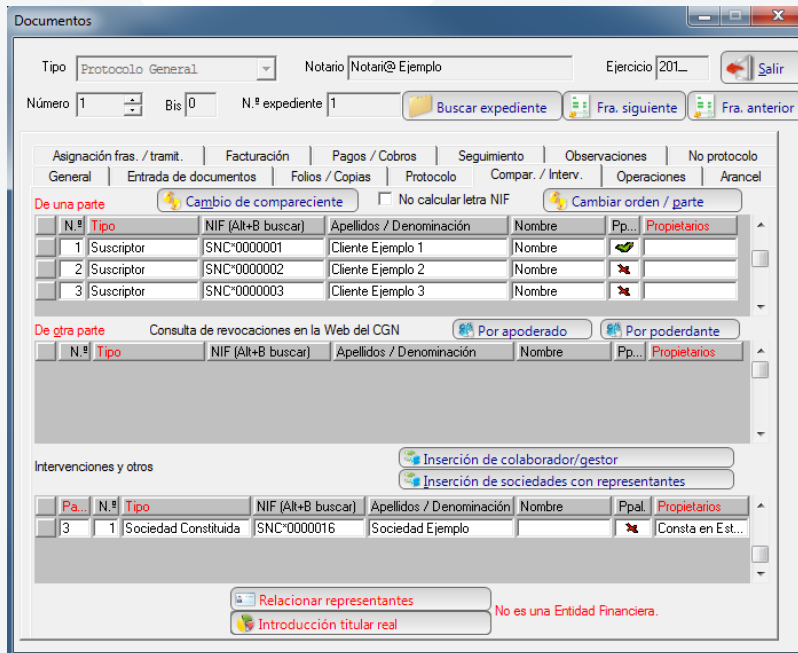 Documentos
Tipo Protocolo General Notario Notari@ Ejemplo Ejercicio 201_ Salir
Número 1 Bis 0 N.º expediente 1 Buscar expediente Fra. siguiente Fra. anterior
Asignación fras. / tramit. Facturación Pagos / Cobros Seguimiento Observaciones No protocolo
General Entrada de documentos Folios / Copias Protocolo Compar. / Interv. Operaciones Arancel
De una parte Cambio de compareciente No calcular letra NIF Cambiar orden / parte
N.º Tipo NIF (Alt+B buscar) Apellidos / Denominación Nombre Pp... Propietarios
1 Suscriptor SNC*0000001 Cliente Ejemplo 1 Nombre
2 Suscriptor SNC*0000002 Cliente Ejemplo 2 Nombre
3 Suscriptor SNC*0000003 Cliente Ejemplo 3 Nombre
De otra parte Consulta de revocaciones en la Web del CGN Por apoderado Por poderdante
N.º Tipo NIF (Alt+B buscar) Apellidos / Denominación Nombre Pp... Propietarios
Inserción de colaborador/gestor
Intervenciones y otros
Inserción de sociedades con representantes
Pa... N.º Tipo NIF (Alt+B buscar) Apellidos / Denominación Nombre Ppal. Propietarios
3 1 Sociedad Constituida SNC*0000016 Sociedad Ejemplo Consta en Est...
Relacionar representantes
No es una Entidad Financiera.
Introducción titular real